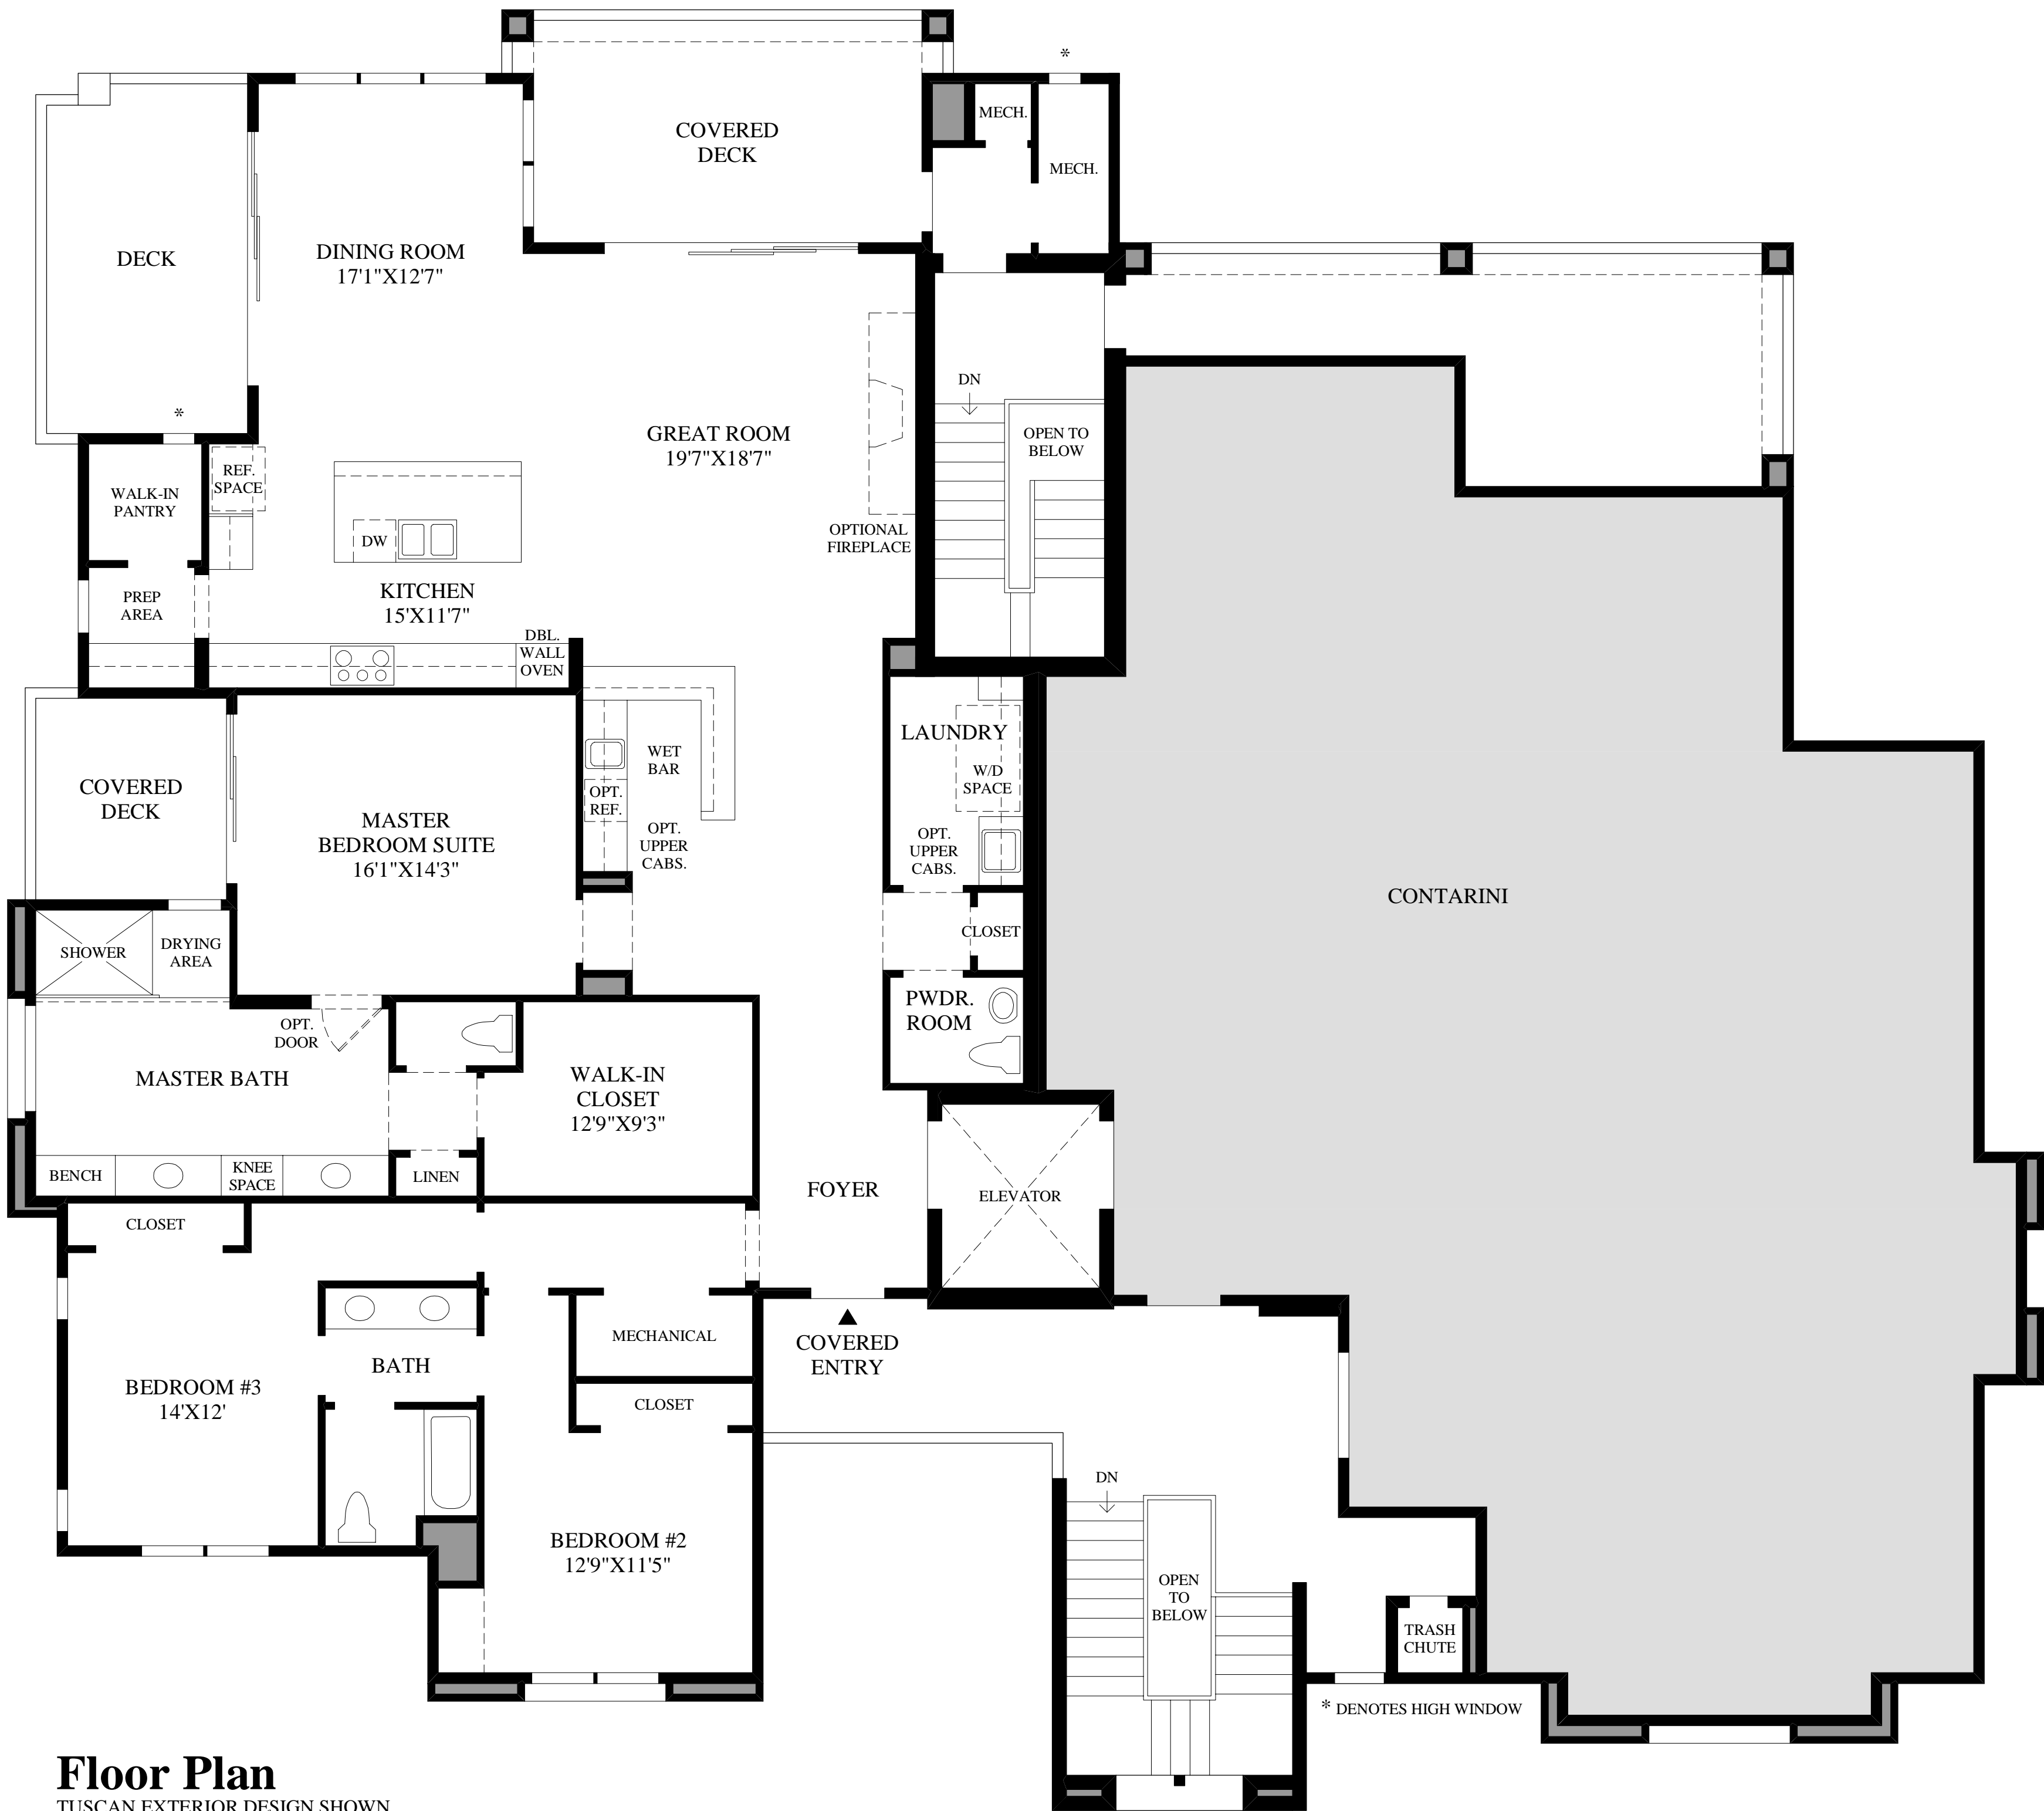 *
MECH.
COVERED
DECK
MECH.
DECK
DINING ROOM
17'1"X12'7"
DN
*
GREAT ROOM
19'7"X18'7"
OPEN TO
BELOW
REF.
SPACE
WALK-IN
PANTRY
DW
OPTIONAL
FIREPLACE
KITCHEN
15'X11'7"
PREP
AREA
DBL.
WALL
OVEN
LAUNDRY
WET
BAR
W/D
SPACE
COVERED
DECK
OPT.
REF.
MASTER
BEDROOM SUITE
16'1"X14'3"
OPT.
UPPER
CABS.
OPT.
UPPER
CABS.
CONTARINI
SHOWER
DRYING
AREA
CLOSET
PWDR.
ROOM
OPT.
DOOR
MASTER BATH
WALK-IN
CLOSET
12'9"X9'3"
BENCH
KNEE
SPACE
LINEN
FOYER
ELEVATOR
CLOSET
MECHANICAL
COVERED
ENTRY
BATH
BEDROOM #3
14'X12'
CLOSET
DN
BEDROOM #2
12'9"X11'5"
OPEN
TO
BELOW
TRASH
CHUTE
* DENOTES HIGH WINDOW
Floor Plan
TUSCAN EXTERIOR DESIGN SHOWN